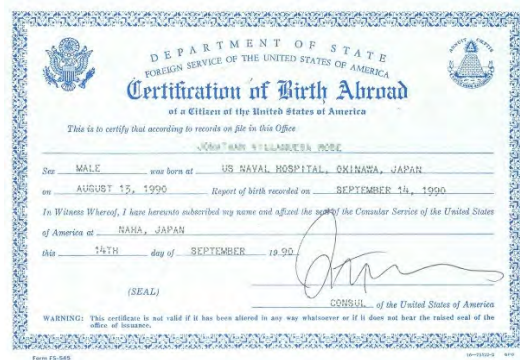 DEPARTMENT OF STATE
FOREIGN SERVICE OF THE UNITED STATES OF AMERICA
Certification of Birth Abroad
of a Citizen of the United States of America
This is to certify that according to records on file in this Office
JONATHAN
Sex MALE was born at US NAVAL HOSPITAL, OKINAWA, JAPAN
on AUGUST 13, 1990 Report of birth recorded on SEPTEMBER 14, 1990
In Witness Whereof, I have hereunto subscribed my name and affixed the seal of the Consular Service of the United States
of America at NAHA, JAPAN
this 14TH day of SEPTEMBER 19 90
(SEAL)
CONSUL of the United States of America
WARNING: This certificate is not valid if it has been altered in any way whatsoever or if it does not bear the raised seal of the
office of issuance.
Form FS-545